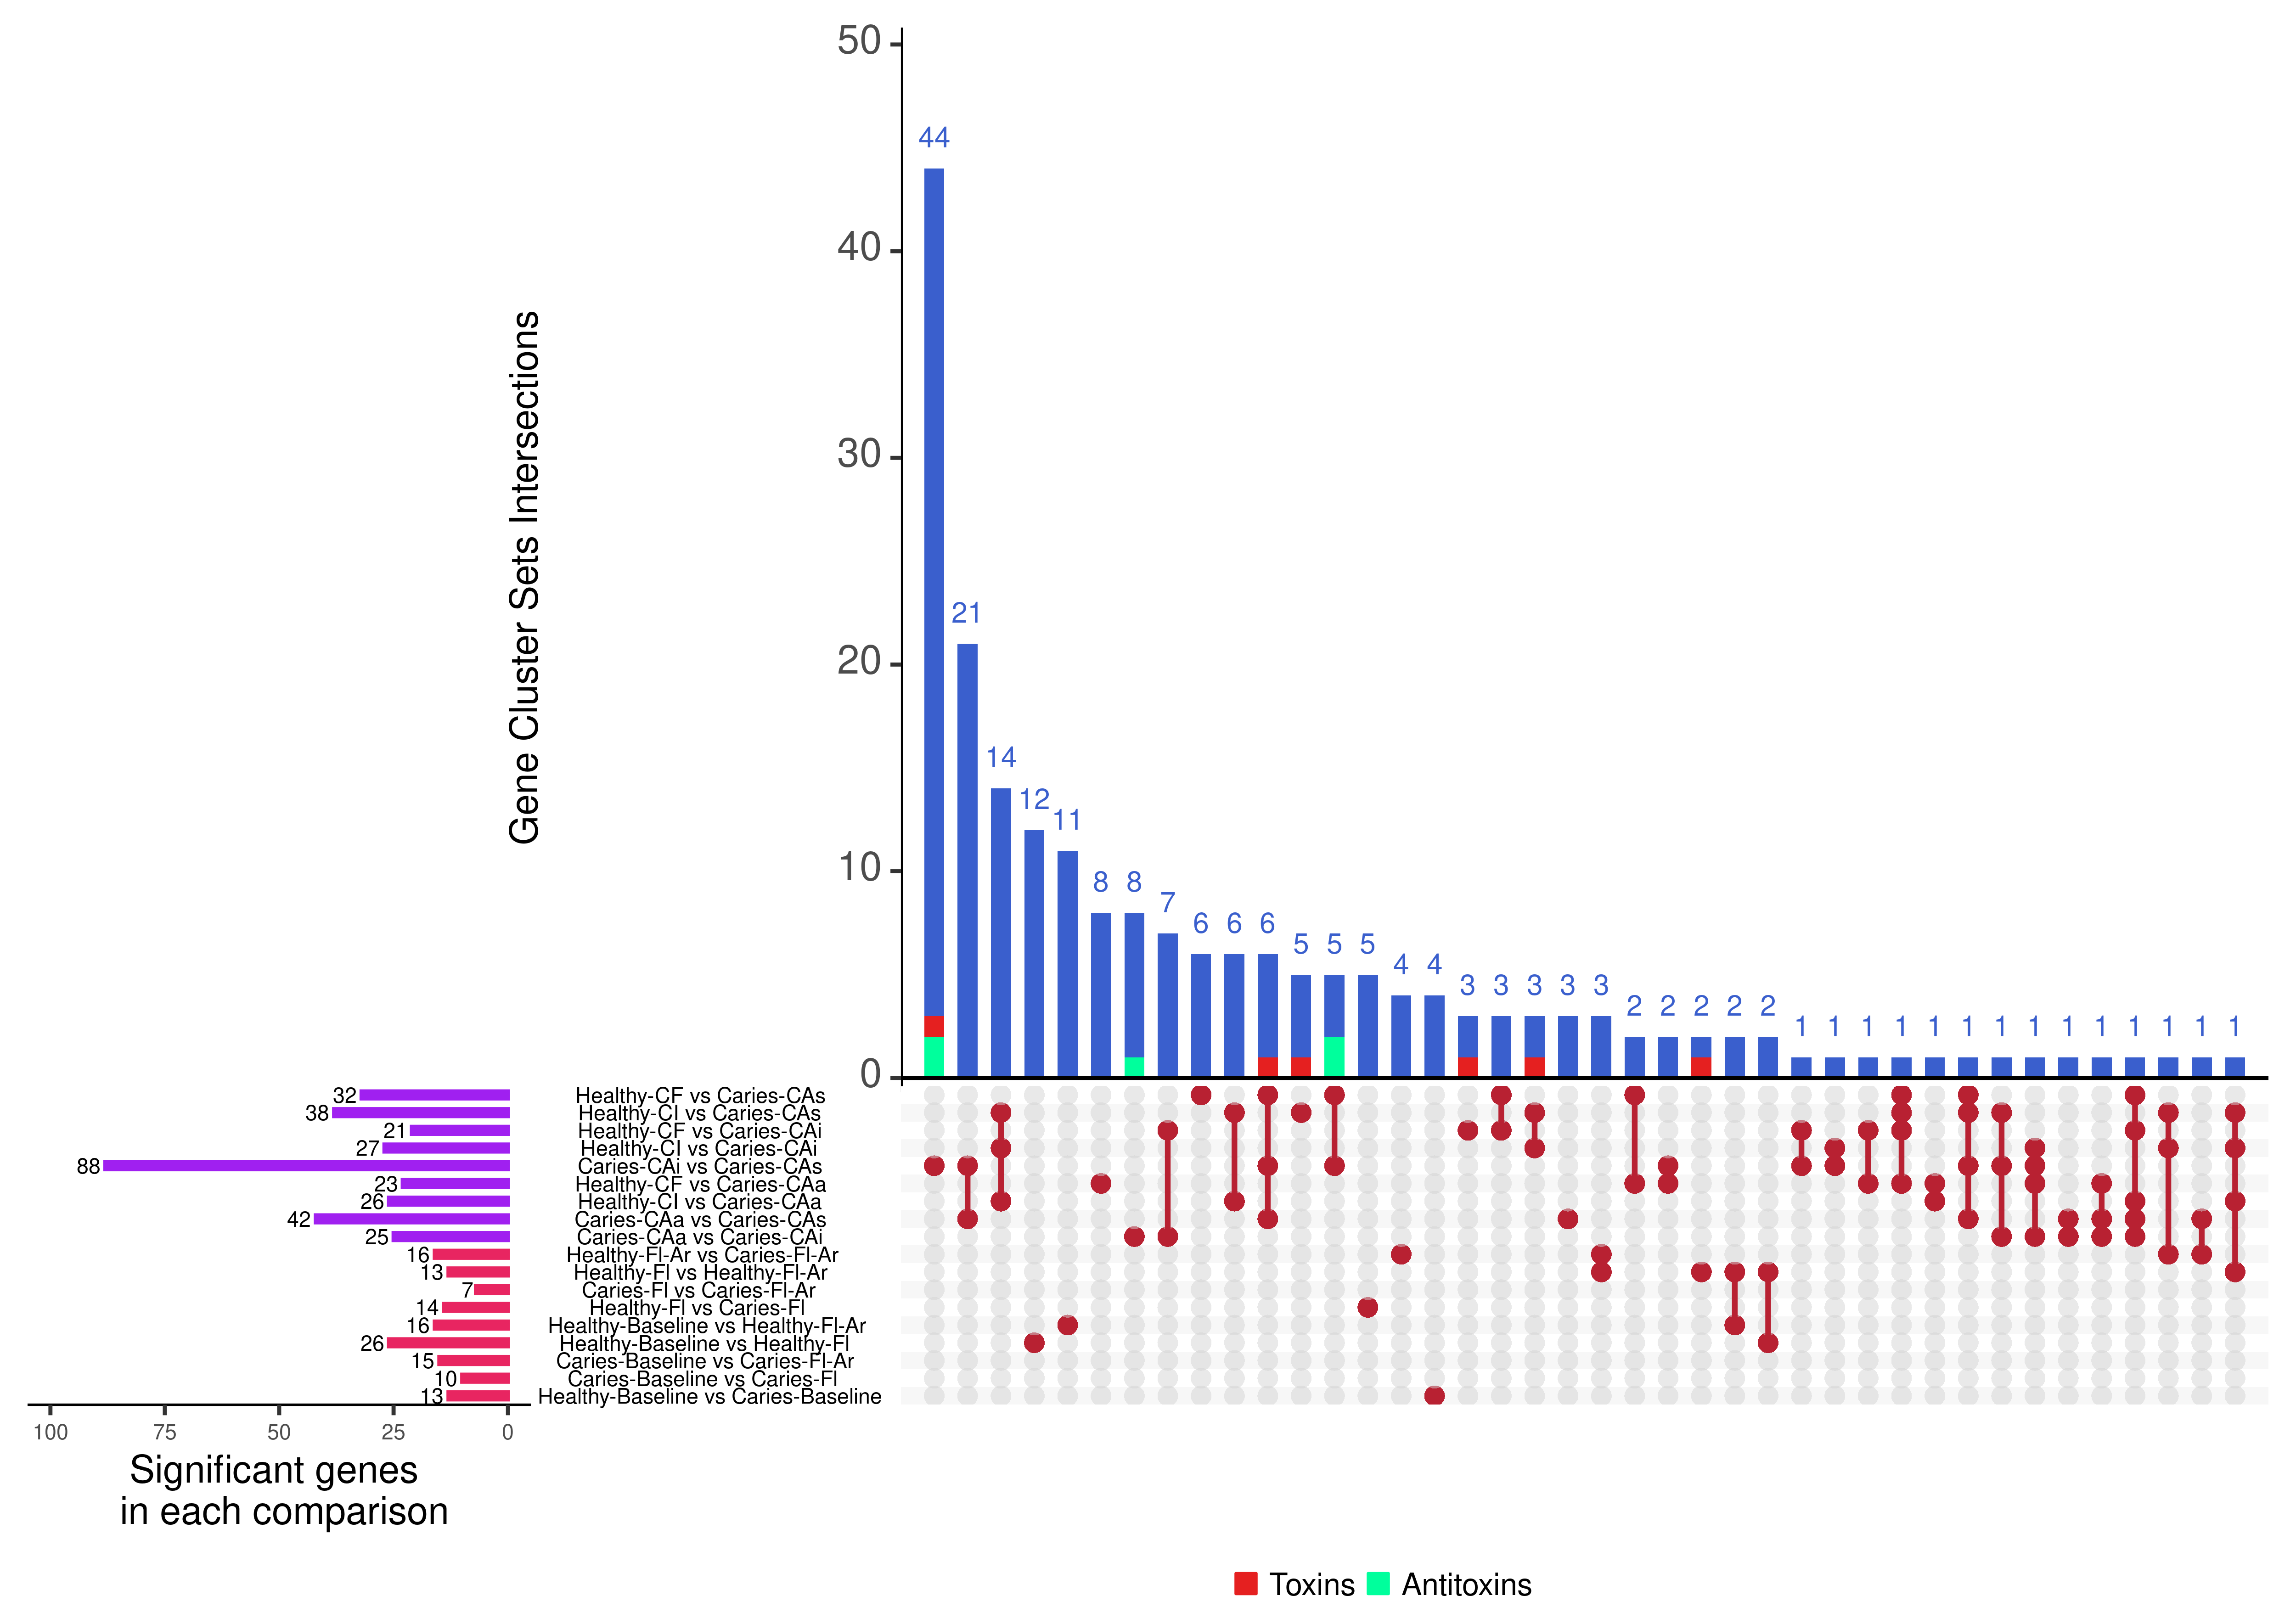 50
40
30
20
10
0
Gene Cluster Sets Intersections
44
21
14
12
11
8
8
7
6
6
6
5
5
5
4
4
3
3
3
3
3
2
2
2
2
2
1
1
1
1
1
1
1
1
1
1
1
1
1
1
32 Healthy-CF vs Caries-CAs
38 Healthy-CI vs Caries-CAs
21 Healthy-CF vs Caries-CAi
27 Healthy-CI vs Caries-CAi
88 Caries-CAi vs Caries-CAs
23 Healthy-CF vs Caries-CAa
26 Healthy-CI vs Caries-CAa
42 Caries-CAa vs Caries-CAs
25 Caries-CAa vs Caries-CAi
16 Healthy-Fl-Ar vs Caries-Fl-Ar
13 Healthy-Fl vs Healthy-Fl-Ar
7 Caries-Fl vs Caries-Fl-Ar
14 Healthy-Fl vs Caries-Fl
16 Healthy-Baseline vs Healthy-Fl-Ar
26 Healthy-Baseline vs Healthy-Fl
15 Caries-Baseline vs Caries-Fl-Ar
10 Caries-Baseline vs Caries-Fl
13 Healthy-Baseline vs Caries-Baseline
100 75 50 25 0
Significant genes
in each comparison
Toxins Antitoxins